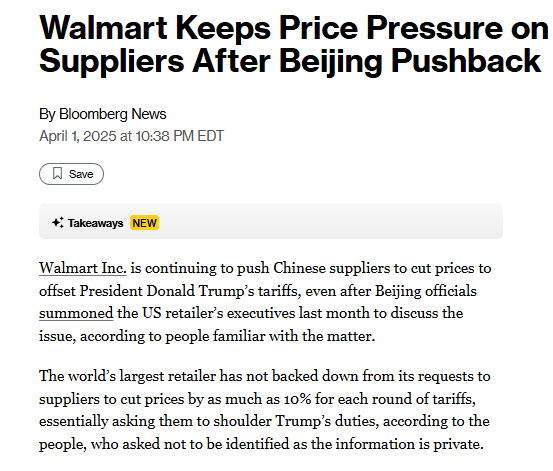 Walmart Keeps Price Pressure on
Suppliers After Beijing Pushback
By Bloomberg News
April 1, 2025 at 10:38 PM EDT
Save
Takeaways NEW
Walmart Inc. is continuing to push Chinese suppliers to cut prices to
offset President Donald Trump’s tariffs, even after Beijing officials
summoned the US retailer’s executives last month to discuss the
issue, according to people familiar with the matter.
The world’s largest retailer has not backed down from its requests to
suppliers to cut prices by as much as 10% for each round of tariffs,
essentially asking them to shoulder Trump’s duties, according to the
people, who asked not to be identified as the information is private.